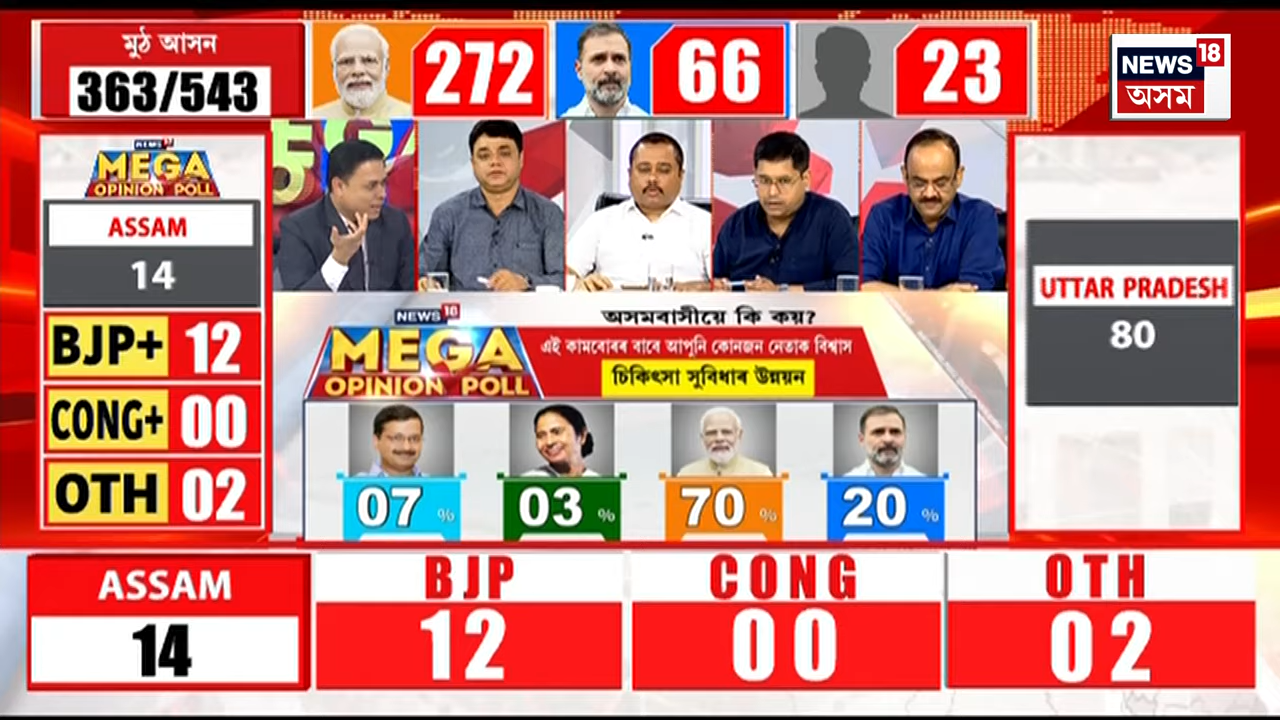 মুঠ আসন
363/543
272
66
23
NEWS 18
অসম
NEWS 18
MEGA
OPINION POLL
ASSAM
14
BJP+ 12
CONG+ 00
OTH 02
NEWS 18
MEGA
OPINION POLL
অসমবাসীয়ে কি কয়?
এই কামবোৰৰ বাবে আপুনি কোনজন নেতাক বিশ্বাস
চিকিৎসা সুবিধাৰ উন্নয়ন
07 %
03 %
70 %
20 %
UTTAR PRADESH
80
ASSAM
14
BJP
12
CONG
00
OTH
02